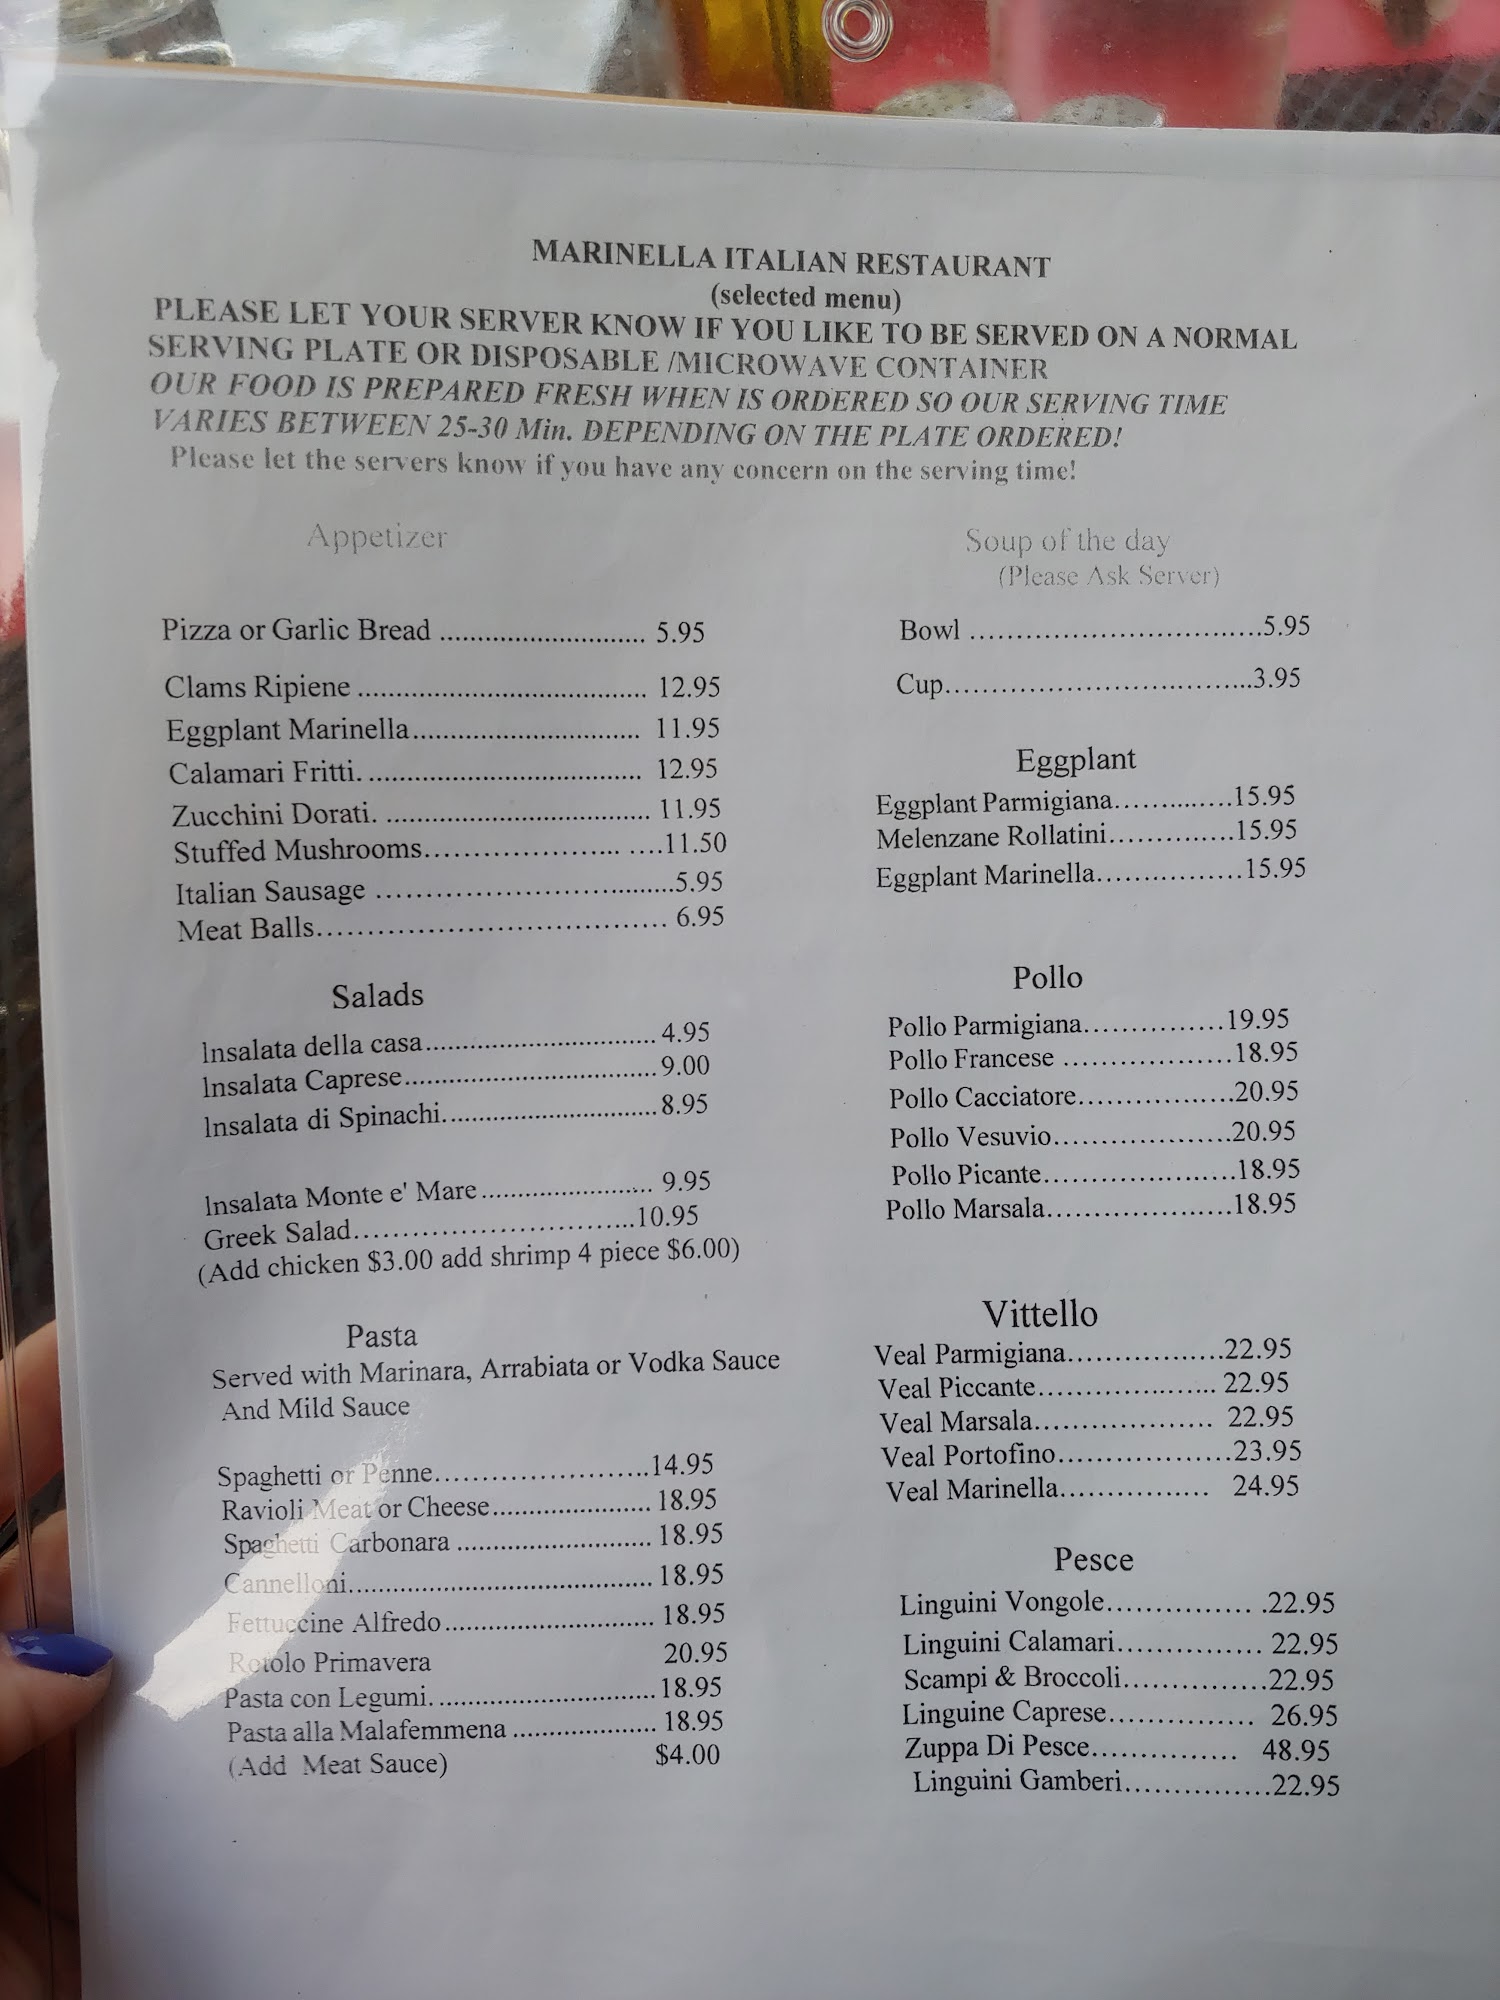 MARINELLA ITALIAN RESTAURANT
(selected menu)
PLEASE LET YOUR SERVER KNOW IF YOU LIKE TO BE SERVED ON A NORMAL
SERVING PLATE OR DISPOSABLE /MICROWAVE CONTAINER
OUR FOOD IS PREPARED FRESH WHEN IS ORDERED SO OUR SERVING TIME
VARIES BETWEEN 25-30 Min. DEPENDING ON THE PLATE ORDERED!
Please let the servers know if you have any concern on the serving time!
Appetizer
Pizza or Garlic Bread ............................ 5.95
Clams Ripiene ....................................... 12.95
Eggplant Marinella............................... 11.95
Calamari Fritti. ..................................... 12.95
Zucchini Dorati. .................................... 11.95
Stuffed Mushrooms......................... ....11.50
Italian Sausage ....................................5.95
Meat Balls........................................ 6.95
Salads
Insalata della casa................................ 4.95
Insalata Caprese................................... 9.00
Insalata di Spinachi.............................. 8.95
Insalata Monte e' Mare........................ 9.95
Greek Salad..................................10.95
(Add chicken $3.00 add shrimp 4 piece $6.00)
Pasta
Served with Marinara, Arrabiata or Vodka Sauce
And Mild Sauce
Spaghetti or Penne..........................14.95
Ravioli Meat or Cheese...................... 18.95
Spaghetti Carbonara ........................... 18.95
Cannelloni.......................................... 18.95
Fettuccine Alfredo............................. 18.95
Rotolo Primavera 20.95
Pasta con Legumi................................ 18.95
Pasta alla Malafemmena .................... 18.95
(Add Meat Sauce) $4.00
Soup of the day
(Please Ask Server)
Bowl ................................5.95
Cup..................................3.95
Eggplant
Eggplant Parmigiana.............15.95
Melenzane Rollatini..............15.95
Eggplant Marinella................15.95
Pollo
Pollo Parmigiana...............19.95
Pollo Francese ..................18.95
Pollo Cacciatore.................20.95
Pollo Vesuvio...................20.95
Pollo Picante.....................18.95
Pollo Marsala....................18.95
Vittello
Veal Parmigiana.................22.95
Veal Piccante.................... 22.95
Veal Marsala.................... 22.95
Veal Portofino...................23.95
Veal Marinella................ 24.95
Pesce
Linguini Vongole................ .22.95
Linguini Calamari................ 22.95
Scampi & Broccoli................22.95
Linguine Caprese................ 26.95
Zuppa Di Pesce................ 48.95
Linguini Gamberi................22.95